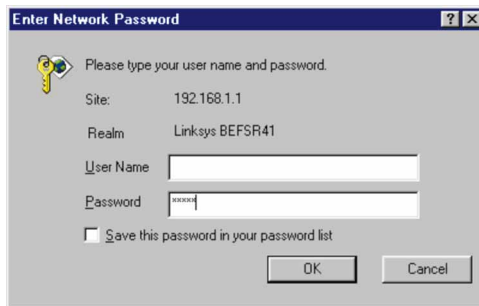 Enter Network Password
Please type your user name and password.
Site: 192.168.1.1
Realm Linksys BEFSR41
User Name
Password xxxxx
Save this password in your password list
OK Cancel